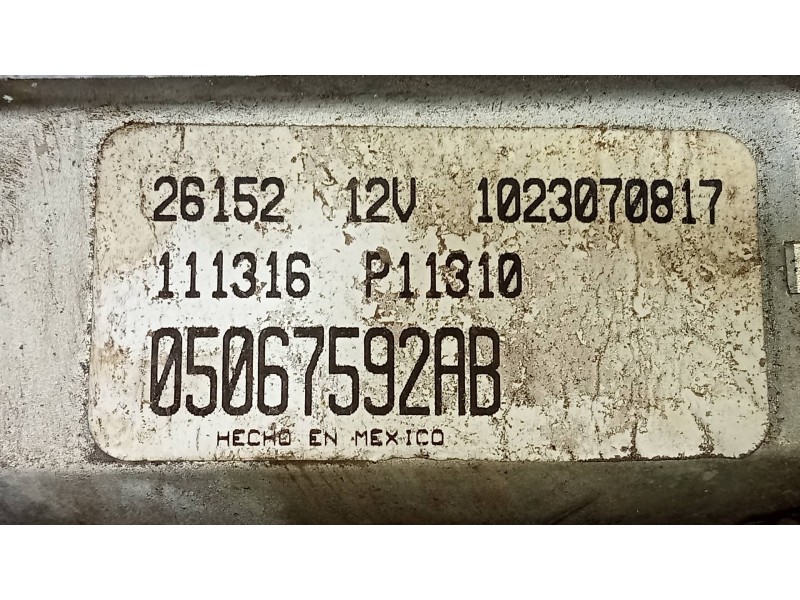 26152 12V 1023070817
111316 P11310
05067592AB
HECHO EN MEXICO